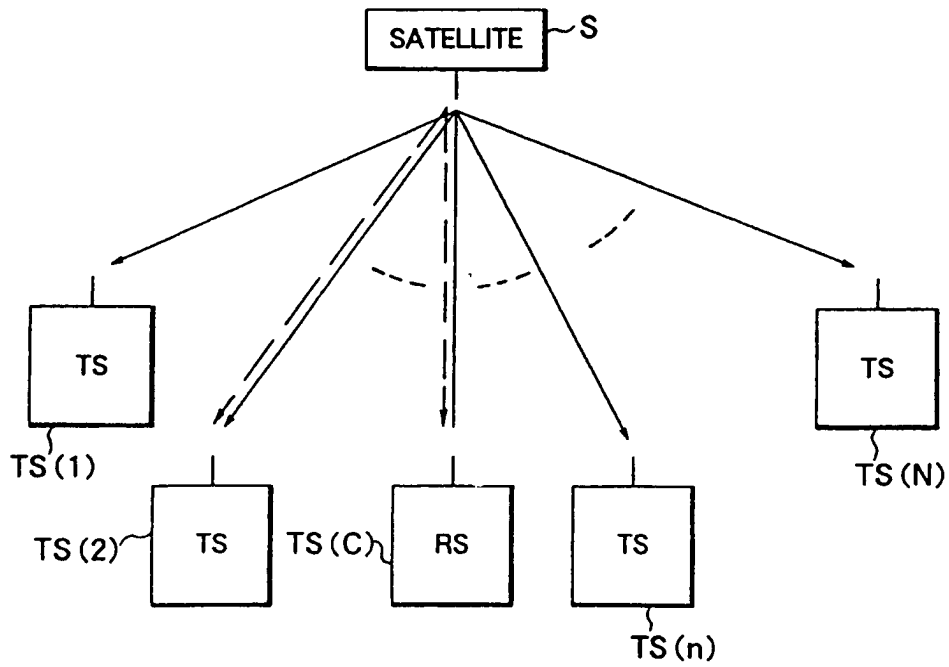 SATELLITE
S
TS
TS
TS(1)
TS(N)
TS(2)
TS
TS(C)
RS
TS
TS(n)